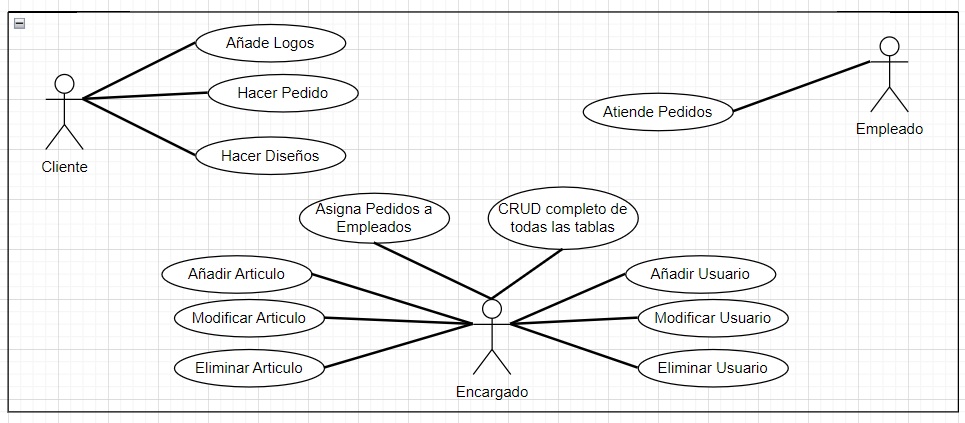 Añade Logos
Hacer Pedido
Hacer Diseños
Cliente
Atiende Pedidos
Empleado
Asigna Pedidos a
Empleados
CRUD completo de
todas las tablas
Añadir Articulo
Modificar Articulo
Eliminar Articulo
Añadir Usuario
Modificar Usuario
Eliminar Usuario
Encargado